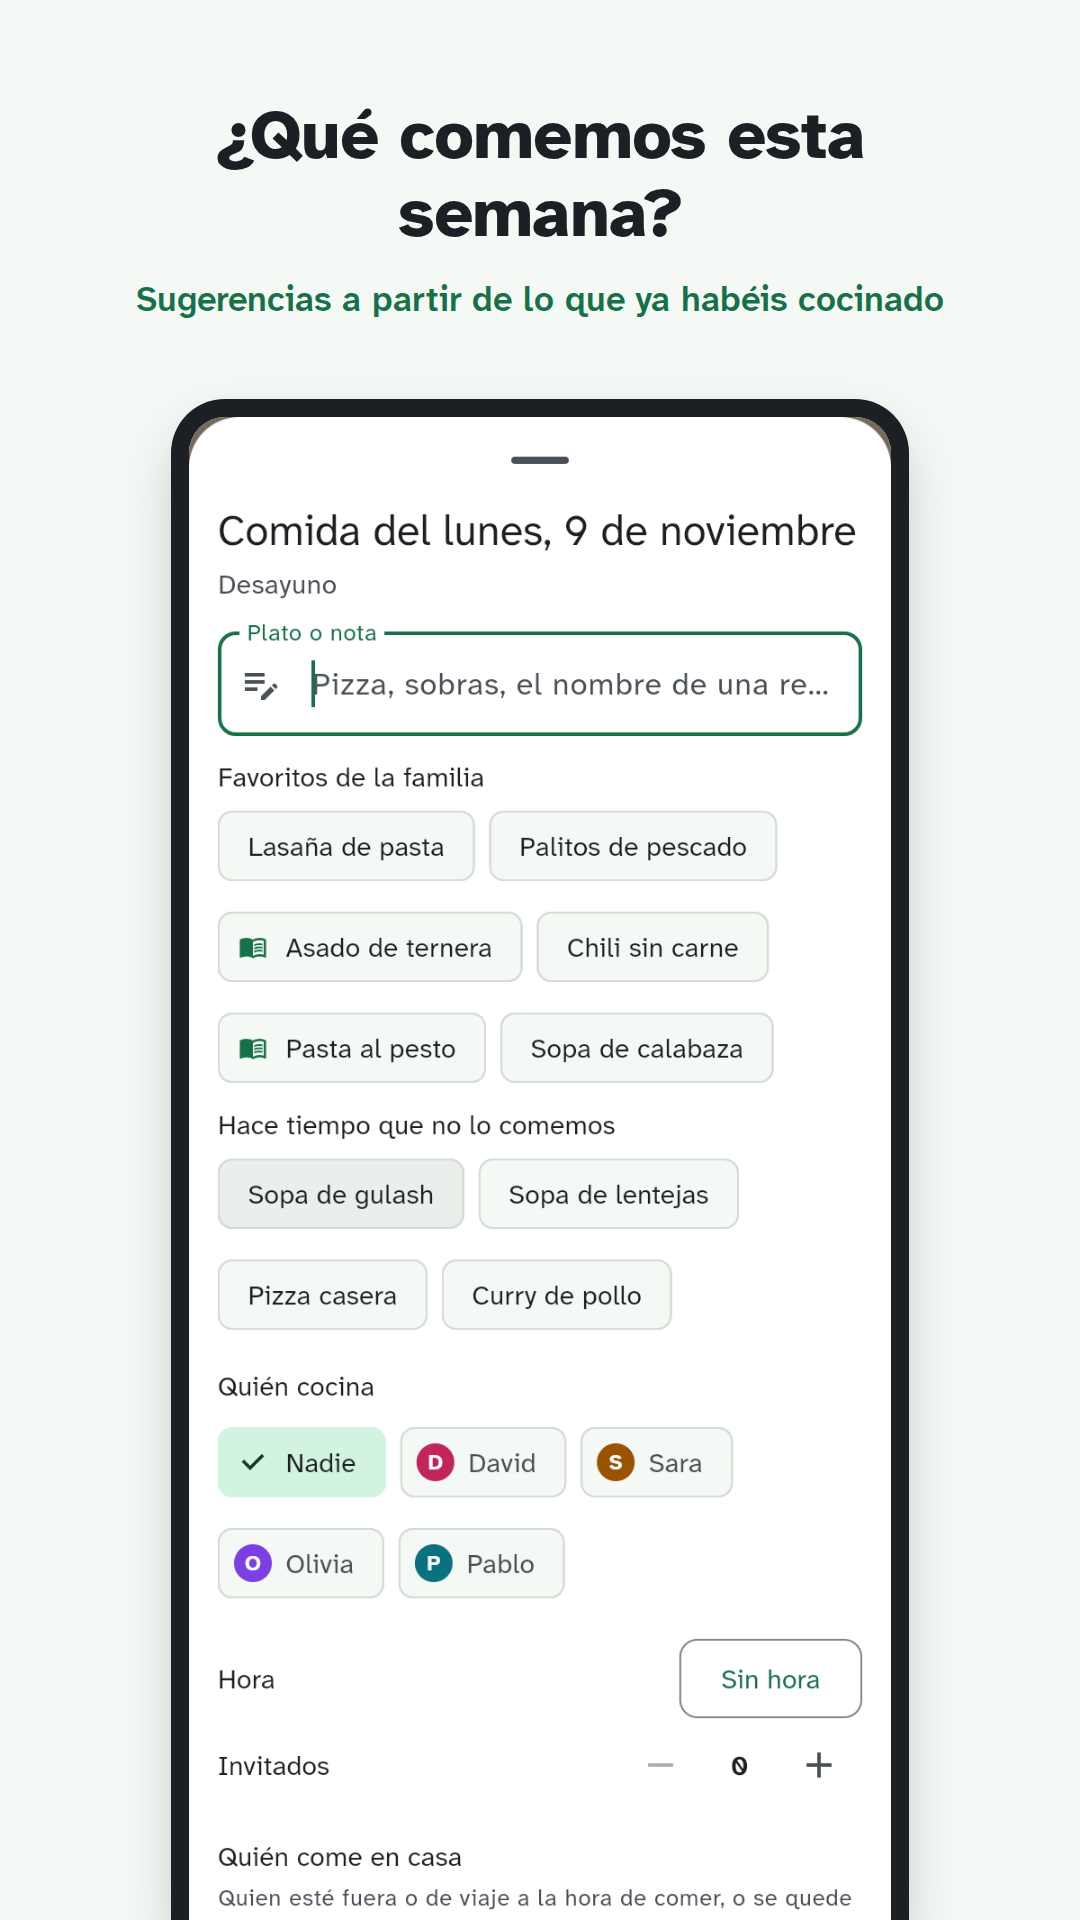 ¿Qué comemos esta
semana?
Sugerencias a partir de lo que ya habéis cocinado
Comida del lunes, 9 de noviembre
Desayuno
Plato o nota
Pizza, sobras, el nombre de una re...
Favoritos de la familia
Lasaña de pasta
Palitos de pescado
Asado de ternera
Chili sin carne
Pasta al pesto
Sopa de calabaza
Hace tiempo que no lo comemos
Sopa de gulash
Sopa de lentejas
Pizza casera
Curry de pollo
Quién cocina
Nadie
D David
S Sara
O Olivia
P Pablo
Hora
Sin hora
Invitados
0
Quién come en casa
Quien esté fuera o de viaje a la hora de comer, o se quede